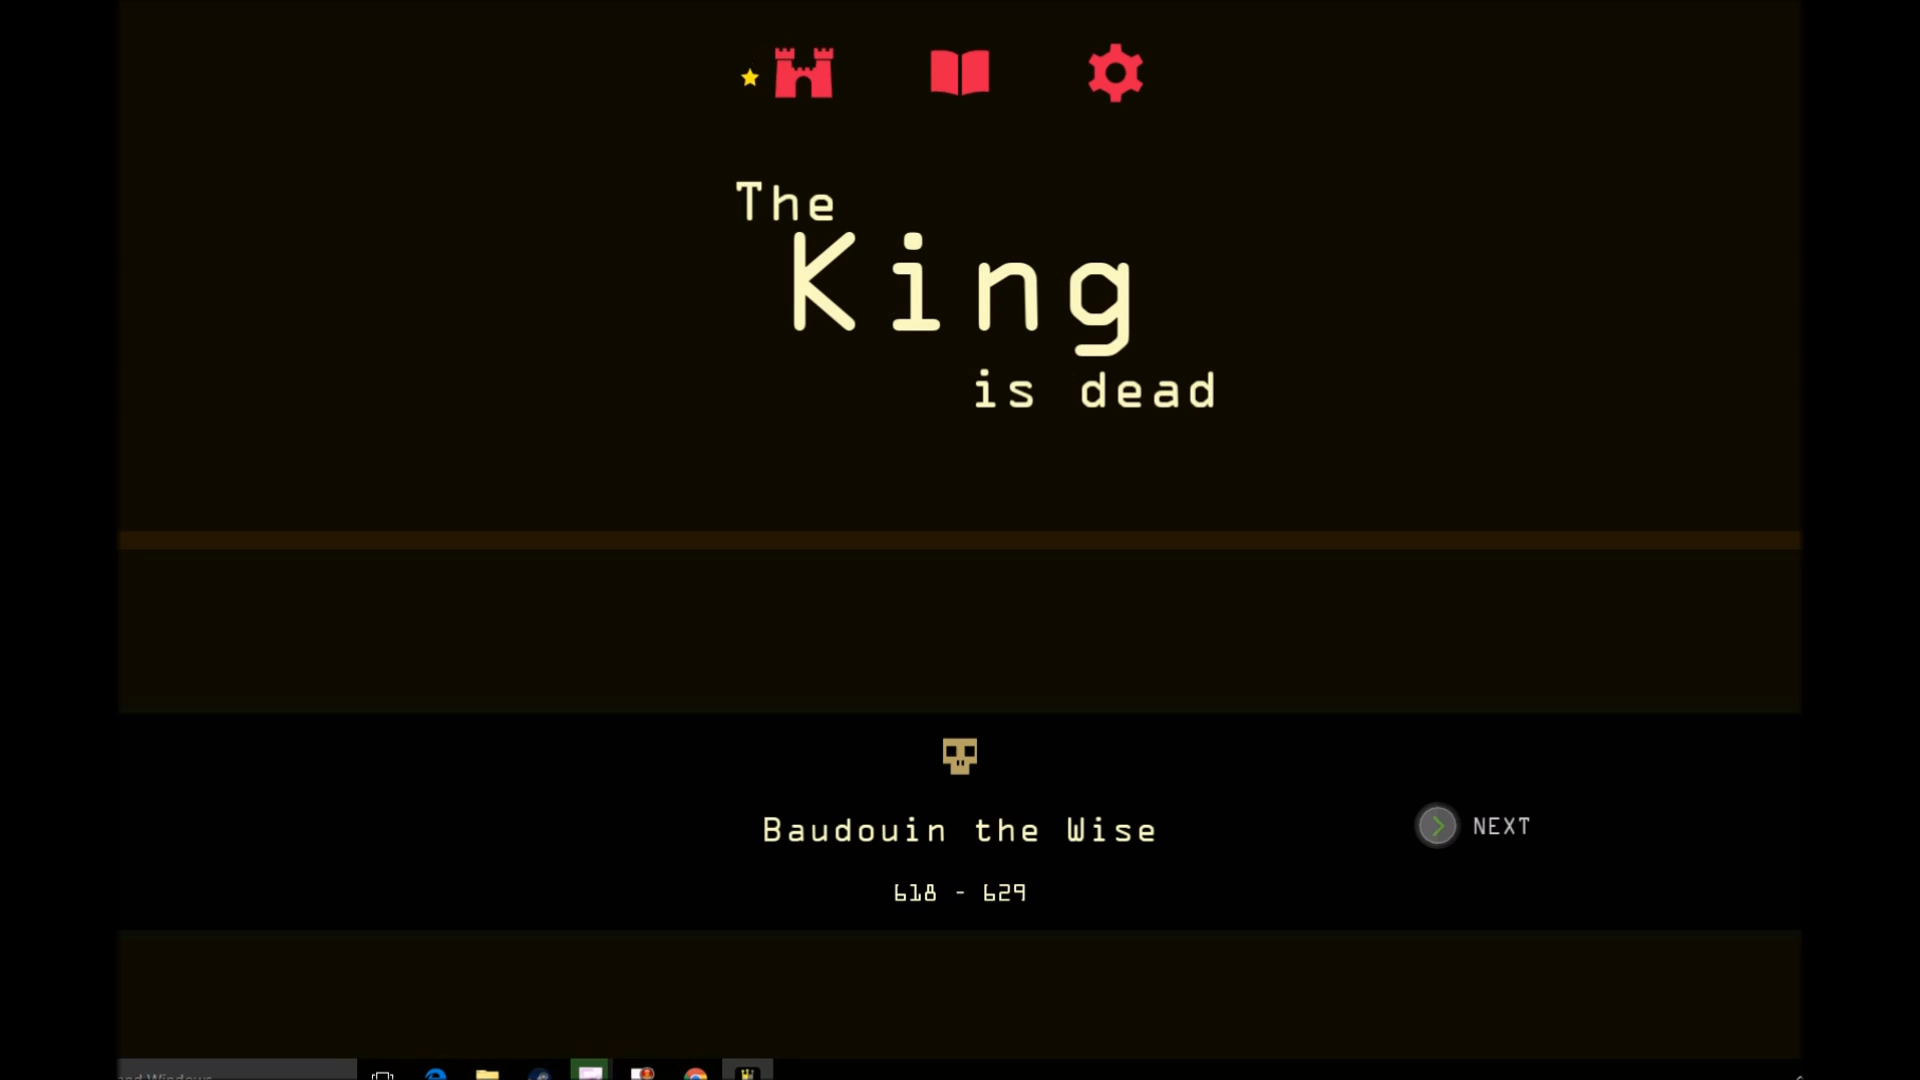 The
King
is dead
Baudouin the Wise
NEXT
618 - 629